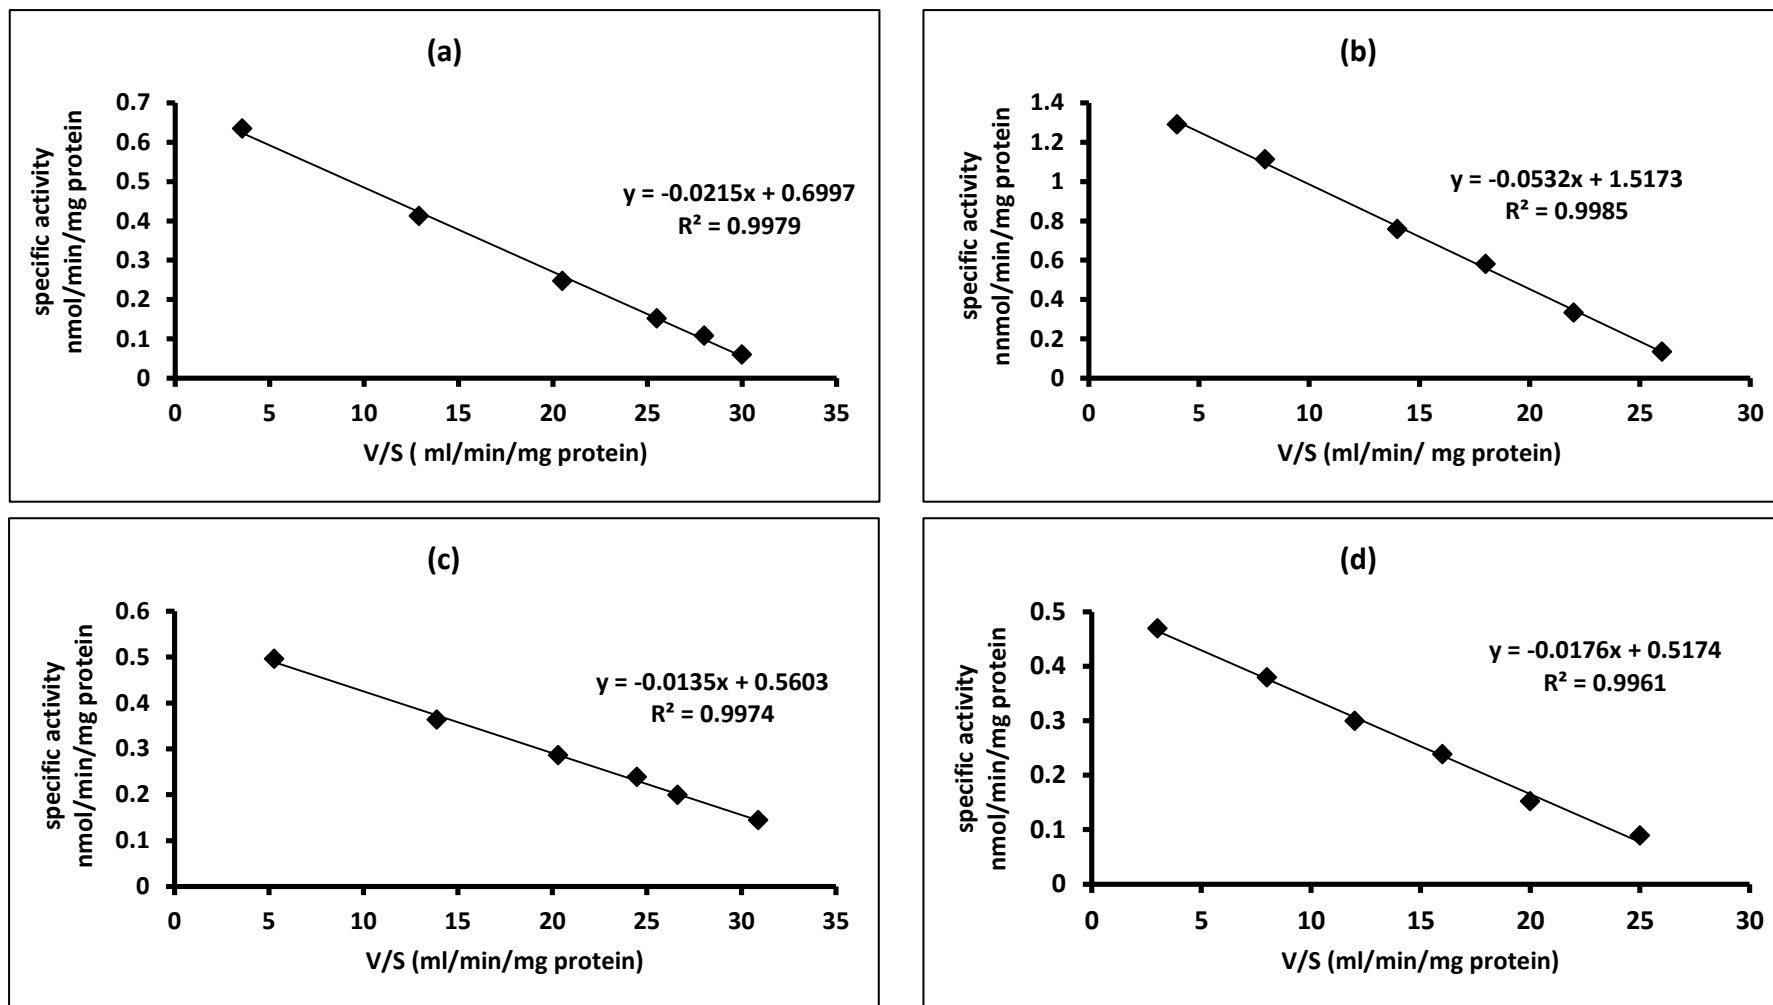 (a)
specific activity
nmol/min/mg protein
0.7
0.6
0.5
0.4
0.3
0.2
0.1
0
y = -0.0215x + 0.6997
R² = 0.9979
0 5 10 15 20 25 30 35
V/S ( ml/min/mg protein)
(b)
specific activity
nnmol/min/mg protein
1.4
1.2
1
0.8
0.6
0.4
0.2
0
y = -0.0532x + 1.5173
R² = 0.9985
0 5 10 15 20 25 30
V/S (ml/min/ mg protein)
(c)
specific activity
nmol/min/mg protein
0.6
0.5
0.4
0.3
0.2
0.1
0
y = -0.0135x + 0.5603
R² = 0.9974
0 5 10 15 20 25 30 35
V/S (ml/min/mg protein)
(d)
specific activity
nmol/min/mg protein
0.5
0.4
0.3
0.2
0.1
0
y = -0.0176x + 0.5174
R² = 0.9961
0 5 10 15 20 25 30
V/S (ml/min/mg protein)